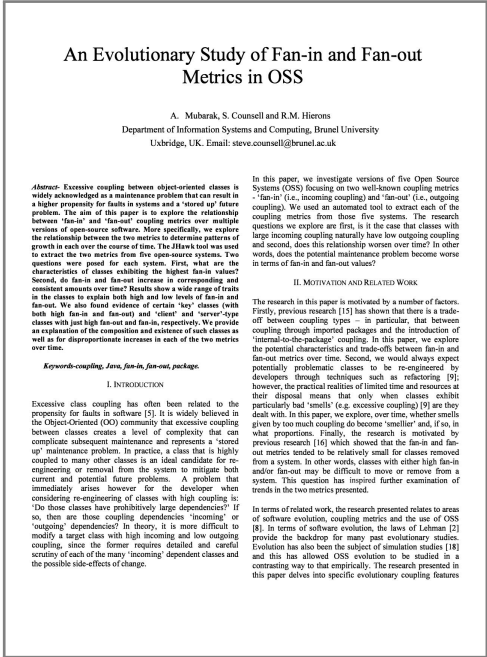 An Evolutionary Study of Fan-in and Fan-out
Metrics in OSS
A. Mubarak, S. Counsell and R.M. Hierons
Department of Information Systems and Computing, Brunel University
Uxbridge, UK. Email: steve.counsell@brunel.ac.uk
Abstract- Excessive coupling between object-oriented classes is
widely acknowledged as a maintenance problem that can result in
a higher propensity for faults in systems and a 'stored up' future
problem. The aim of this paper is to explore the relationship
between 'fan-in' and 'fan-out' coupling metrics over multiple
versions of open-source software. More specifically, we explore
the relationship between the two metrics to determine patterns of
growth in each over the course of time. The JHawk tool was used
to extract the two metrics from five open-source systems. Two
questions were posed for each system. First, what are the
characteristics of classes exhibiting the highest fan-in values?
Second, do fan-in and fan-out increase in corresponding and
consistent amounts over time? Results show a wide range of traits
in the classes to explain both high and low levels of fan-in and
fan-out. We also found evidence of certain 'key' classes (with
both high fan-in and fan-out) and 'client' and 'server'-type
classes with just high fan-out and fan-in, respectively. We provide
an explanation of the composition and existence of such classes as
well as for disproportionate increases in each of the two metrics
over time.
Keywords-coupling, Java, fan-in, fan-out, package.
I. INTRODUCTION
Excessive class coupling has often been related to the
propensity for faults in software [5]. It is widely believed in
the Object-Oriented (OO) community that excessive coupling
between classes creates a level of complexity that can
complicate subsequent maintenance and represents a 'stored
up' maintenance problem. In practice, a class that is highly
coupled to many other classes is an ideal candidate for re-
engineering or removal from the system to mitigate both
current and potential future problems. A problem that
immediately arises however for the developer when
considering re-engineering of classes with high coupling is:
'Do those classes have prohibitively large dependencies?' If
so, then are those coupling dependencies 'incoming' or
'outgoing' dependencies? In theory, it is more difficult to
modify a target class with high incoming and low outgoing
coupling, since the former requires detailed and careful
scrutiny of each of the many 'incoming' dependent classes and
the possible side-effects of change.
In this paper, we investigate versions of five Open Source
Systems (OSS) focusing on two well-known coupling metrics
- 'fan-in' (i.e., incoming coupling) and 'fan-out' (i.e., outgoing
coupling). We used an automated tool to extract each of the
coupling metrics from those five systems. The research
questions we explore are first, is it the case that classes with
large incoming coupling naturally have low outgoing coupling
and second, does this relationship worsen over time? In other
words, does the potential maintenance problem become worse
in terms of fan-in and fan-out values?
II. MOTIVATION AND RELATED WORK
The research in this paper is motivated by a number of factors.
Firstly, previous research [15] has shown that there is a trade-
off between coupling types – in particular, that between
coupling through imported packages and the introduction of
'internal-to-the-package' coupling. In this paper, we explore
the potential characteristics and trade-offs between fan-in and
fan-out metrics over time. Second, we would always expect
potentially problematic classes to be re-engineered by
developers through techniques such as refactoring [9];
however, the practical realities of limited time and resources at
their disposal means that only when classes exhibit
particularly bad 'smells' (e.g. excessive coupling) [9] are they
dealt with. In this paper, we explore, over time, whether smells
given by too much coupling do become 'smellier' and, if so, in
what proportions. Finally, the research is motivated by
previous research [16] which showed that the fan-in and fan-
out metrics tended to be relatively small for classes removed
from a system. In other words, classes with either high fan-in
and/or fan-out may be difficult to move or remove from a
system. This question has inspired further examination of
trends in the two metrics presented.
In terms of related work, the research presented relates to areas
of software evolution, coupling metrics and the use of OSS
[8]. In terms of software evolution, the laws of Lehman [2]
provide the backdrop for many past evolutionary studies.
Evolution has also been the subject of simulation studies [18]
and this has allowed OSS evolution to be studied in a
contrasting way to that empirically. The research presented in
this paper delves into specific evolutionary coupling features